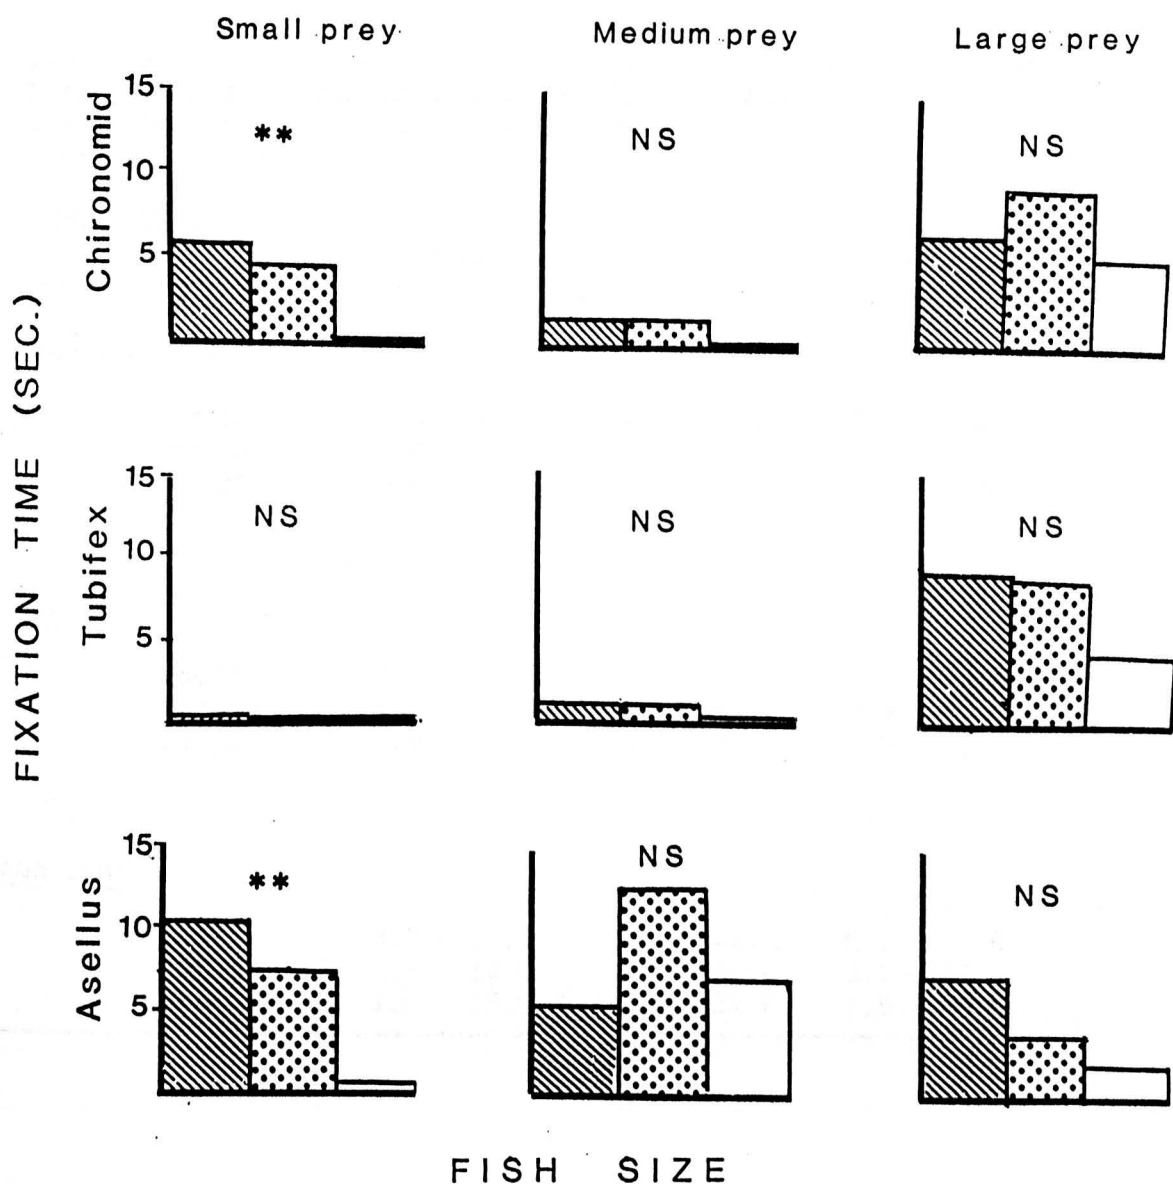 Small prey
Medium prey
Large prey
FIXATION TIME (SEC.)
Chironomid
15
10
5
**
NS
NS
Tubifex
15
10
5
NS
NS
NS
Asellus
15
10
5
**
NS
NS
FISH SIZE